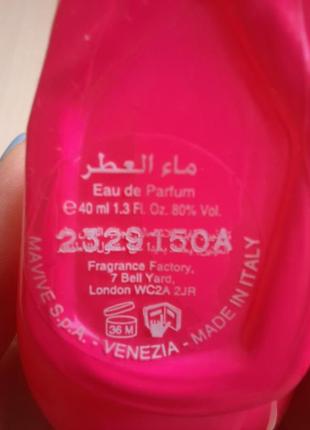 ماء العطر
Eau de Parfum
℮ 40 ml 1.3 Fl. Oz. 80% Vol.
2329150A
Fragrance Factory,
7 Bell Yard,
London WC2A 2JR
36 M
MAVIVE S.p.A. - VENEZIA - MADE IN ITALY